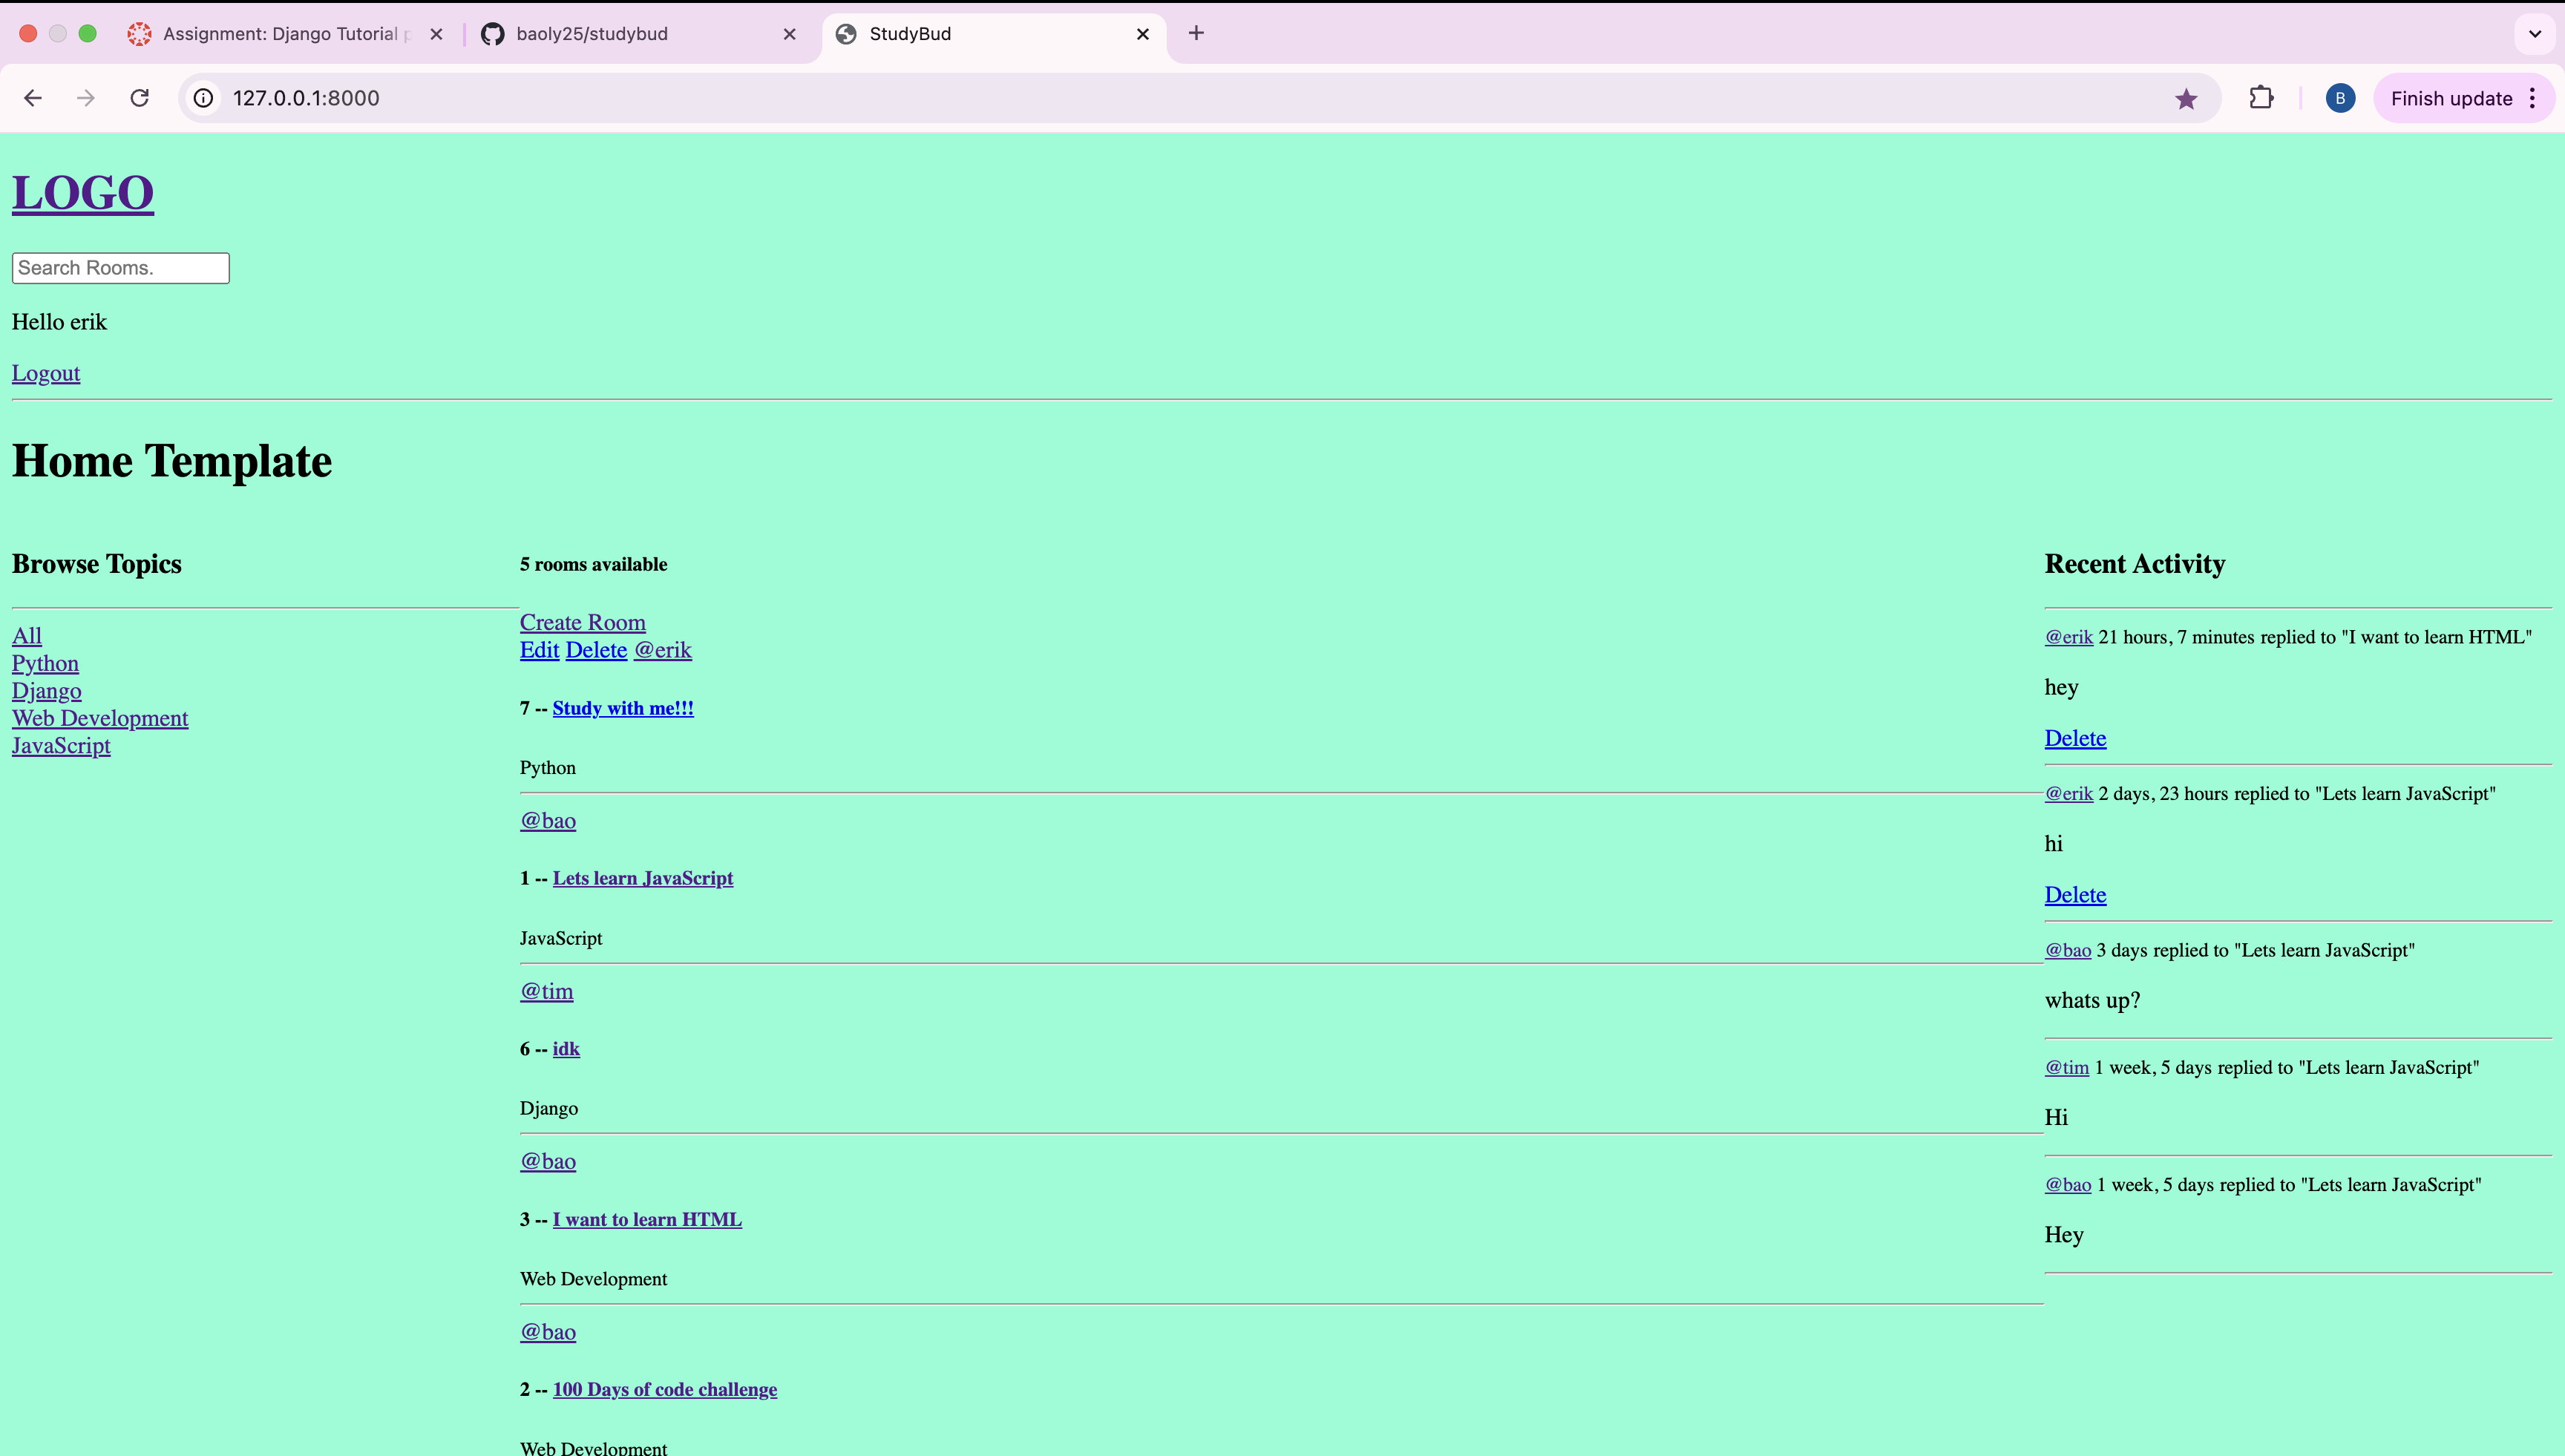 Assignment: Django Tutorial
baoly25/studybud
StudyBud
127.0.0.1:8000
B
Finish update
LOGO
Search Rooms.
Hello erik
Logout
Home Template
Browse Topics
All
Python
Django
Web Development
JavaScript
5 rooms available
Create Room
Edit Delete @erik
7 -- Study with me!!!
Python
@bao
1 -- Lets learn JavaScript
JavaScript
@tim
6 -- idk
Django
@bao
3 -- I want to learn HTML
Web Development
@bao
2 -- 100 Days of code challenge
Web Development
Recent Activity
@erik 21 hours, 7 minutes replied to "I want to learn HTML"
hey
Delete
@erik 2 days, 23 hours replied to "Lets learn JavaScript"
hi
Delete
@bao 3 days replied to "Lets learn JavaScript"
whats up?
@tim 1 week, 5 days replied to "Lets learn JavaScript"
Hi
@bao 1 week, 5 days replied to "Lets learn JavaScript"
Hey